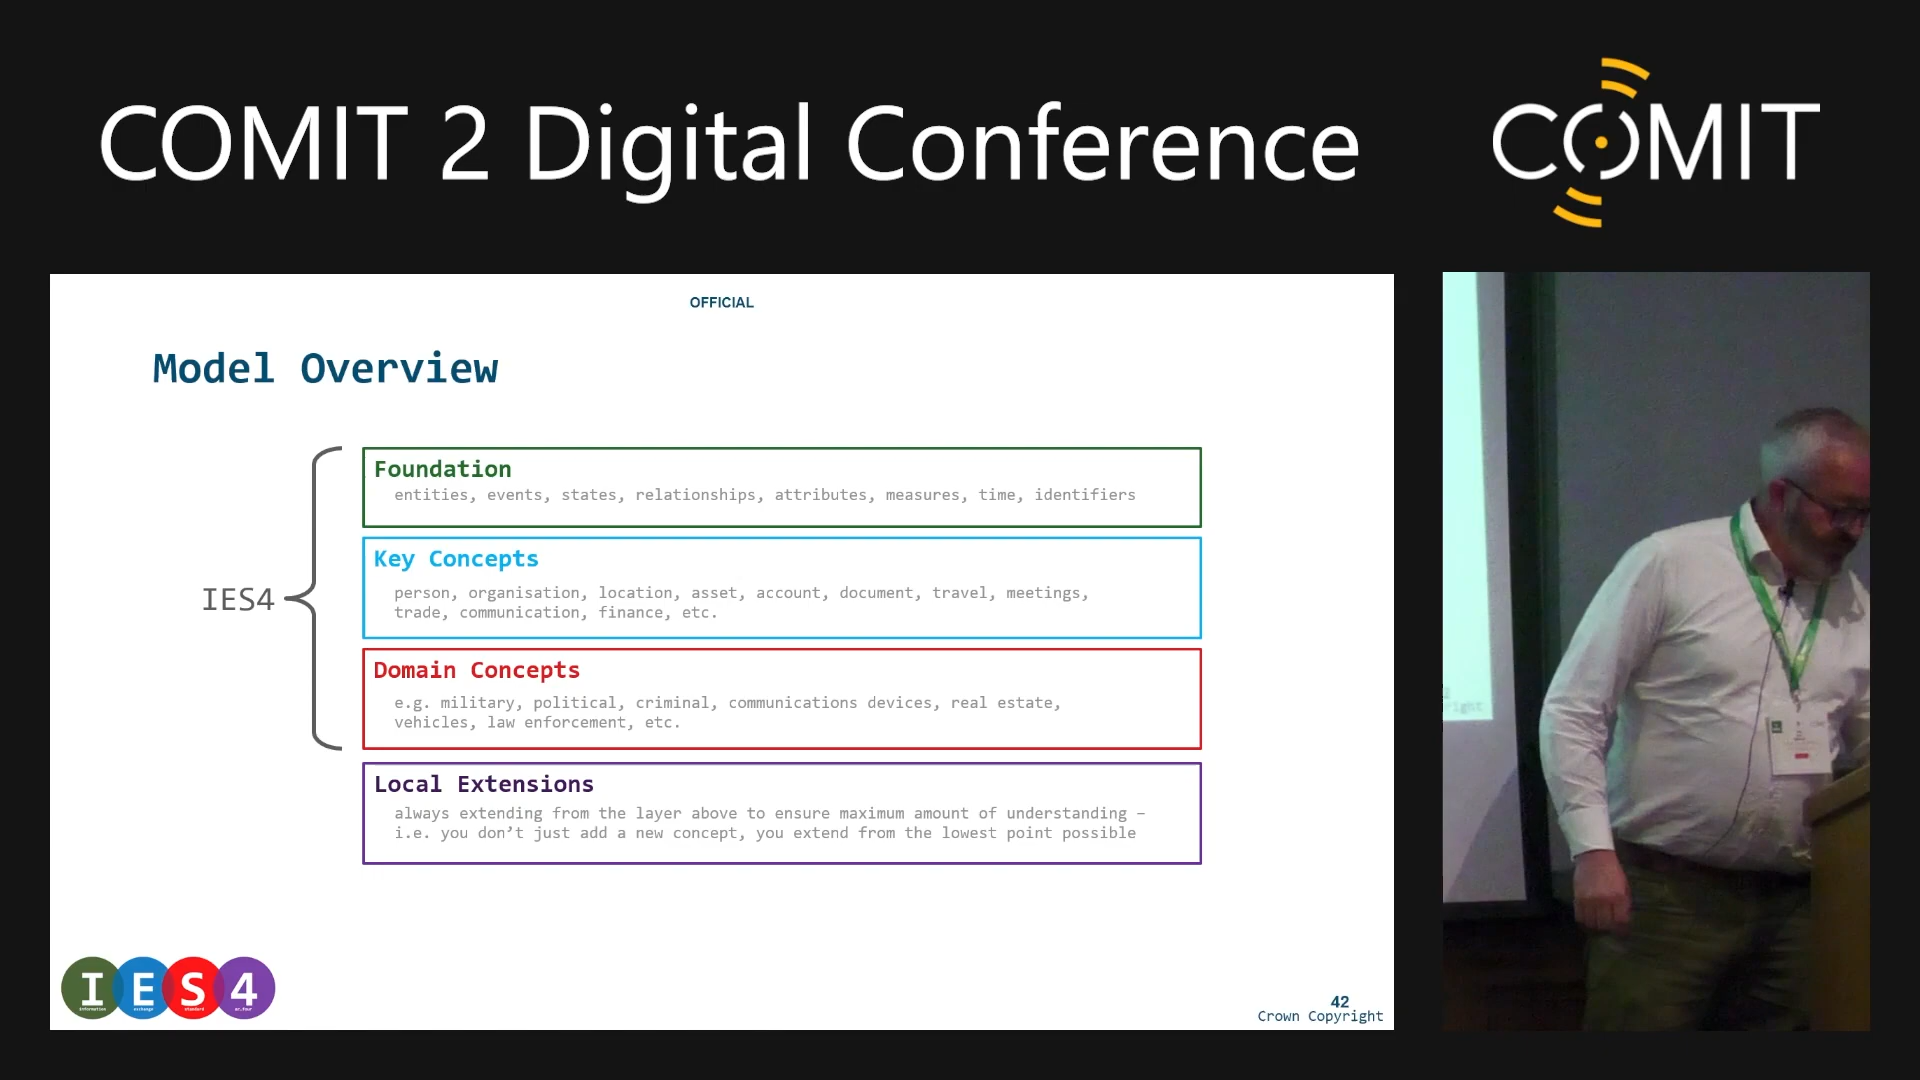 COMIT 2 Digital Conference
COMIT
OFFICIAL
Model Overview
IES4
Foundation
entities, events, states, relationships, attributes, measures, time, identifiers
Key Concepts
person, organisation, location, asset, account, document, travel, meetings,
trade, communication, finance, etc.
Domain Concepts
e.g. military, political, criminal, communications devices, real estate,
vehicles, law enforcement, etc.
Local Extensions
always extending from the layer above to ensure maximum amount of understanding –
i.e. you don’t just add a new concept, you extend from the lowest point possible
IES4
information exchange standard
42
Crown Copyright